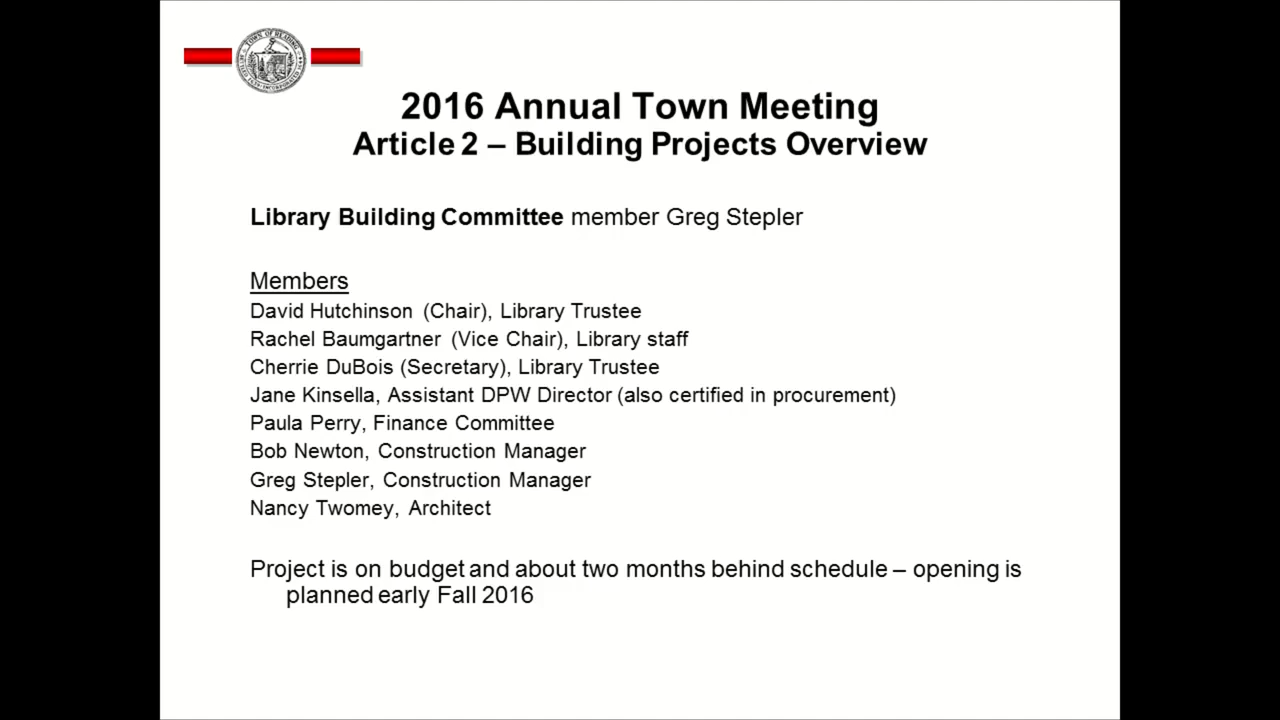 TOWN OF READING
2016 Annual Town Meeting
Article 2 – Building Projects Overview
Library Building Committee member Greg Stepler
Members
David Hutchinson (Chair), Library Trustee
Rachel Baumgartner (Vice Chair), Library staff
Cherrie DuBois (Secretary), Library Trustee
Jane Kinsella, Assistant DPW Director (also certified in procurement)
Paula Perry, Finance Committee
Bob Newton, Construction Manager
Greg Stepler, Construction Manager
Nancy Twomey, Architect
Project is on budget and about two months behind schedule – opening is
planned early Fall 2016